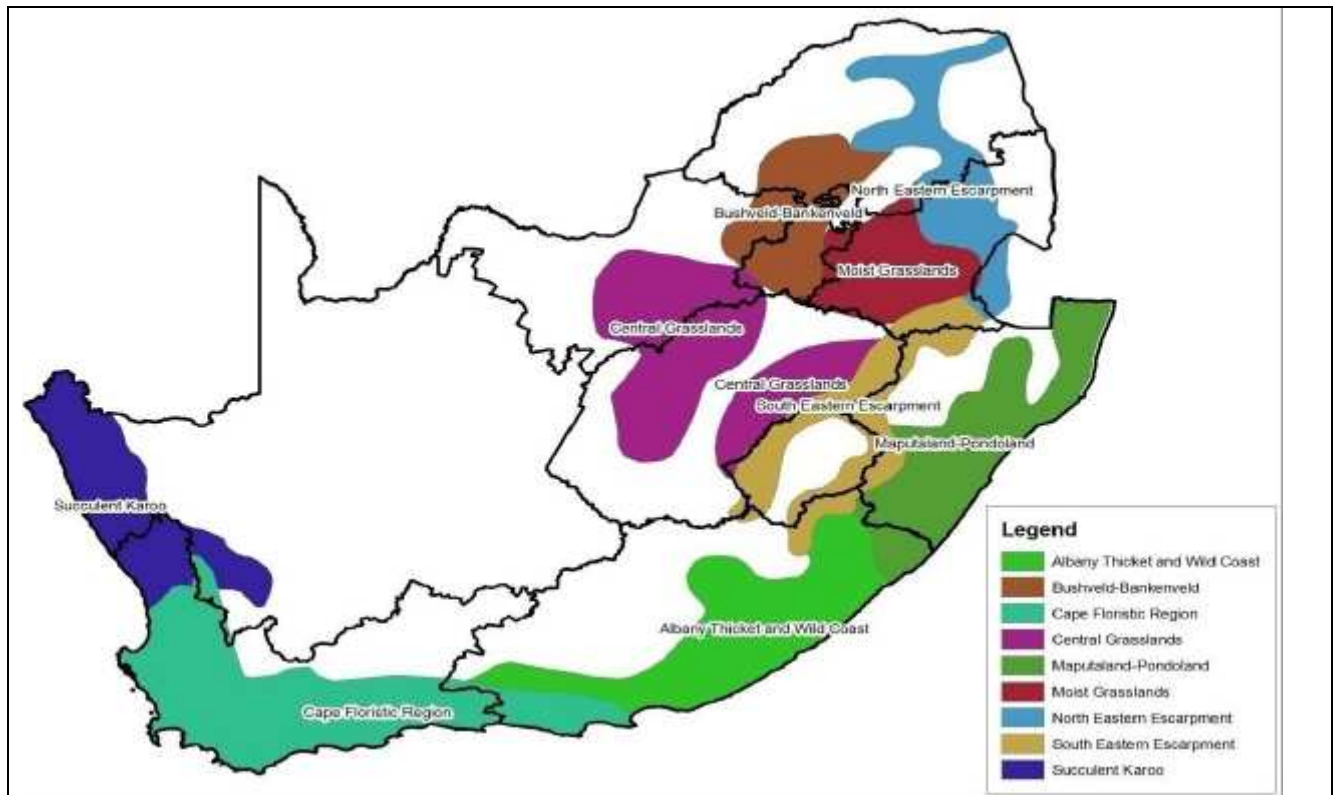 North Eastern Escarpment
Bushveld-Bankenveld
Moist Grasslands
Central Grasslands
Central Grasslands
South Eastern Escarpment
Maputaland-Pondoland
Succulent Karoo
Albany Thicket and Wild Coast
Cape Floristic Region
Legend
Albany Thicket and Wild Coast
Bushveld-Bankenveld
Cape Floristic Region
Central Grasslands
Maputaland-Pondoland
Moist Grasslands
North Eastern Escarpment
South Eastern Escarpment
Succulent Karoo